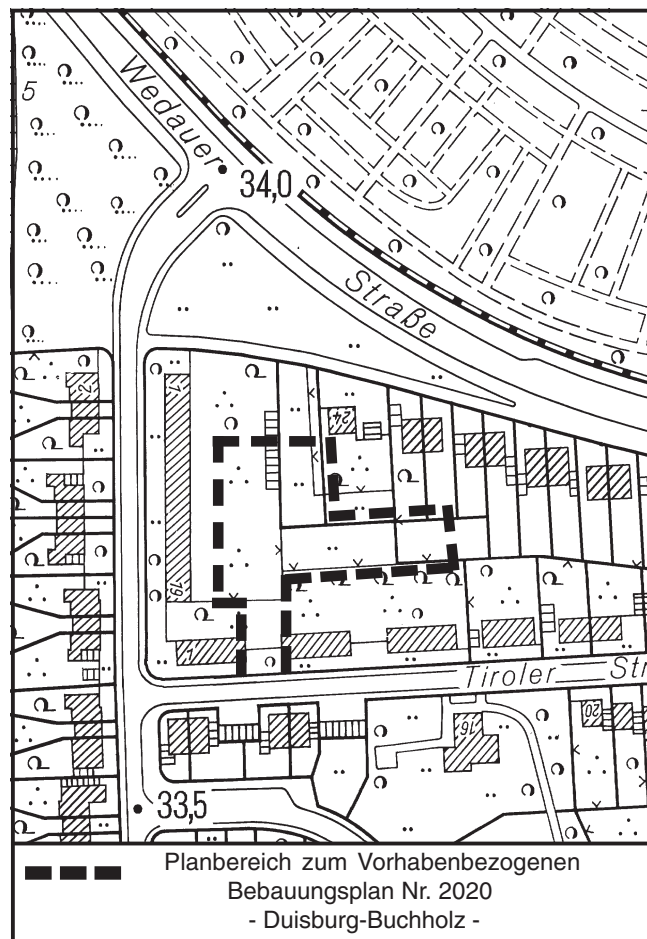 5
Wedauer
34,0
Straße
2
1
24
19
1
Tiroler Str
16
20
33,5
Planbereich zum Vorhabenbezogenen
Bebauungsplan Nr. 2020
- Duisburg-Buchholz -